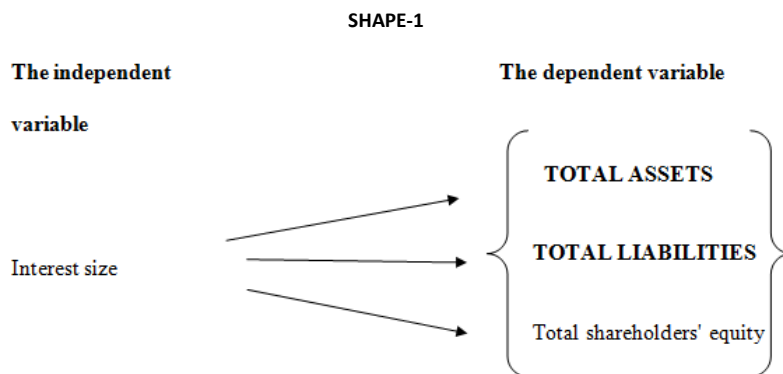 SHAPE-1
The independent
variable
The dependent variable
TOTAL ASSETS
TOTAL LIABILITIES
Interest size
Total shareholders' equity